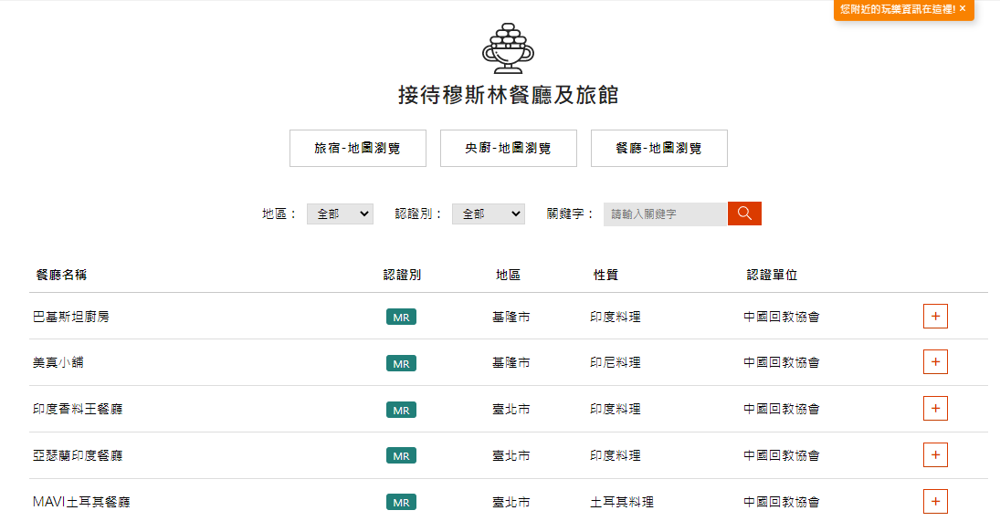 您附近的玩樂資訊在這裡! ×
接待穆斯林餐廳及旅館
旅宿-地圖瀏覽 央廚-地圖瀏覽 餐廳-地圖瀏覽
地區： 全部 認證別： 全部 關鍵字： 請輸入關鍵字
餐廳名稱 認證別 地區 性質 認證單位
巴基斯坦廚房 MR 基隆市 印度料理 中國回教協會 +
美真小舖 MR 基隆市 印尼料理 中國回教協會 +
印度香料王餐廳 MR 臺北市 印度料理 中國回教協會 +
亞瑟蘭印度餐廳 MR 臺北市 印度料理 中國回教協會 +
MAVI土耳其餐廳 MR 臺北市 土耳其料理 中國回教協會 +